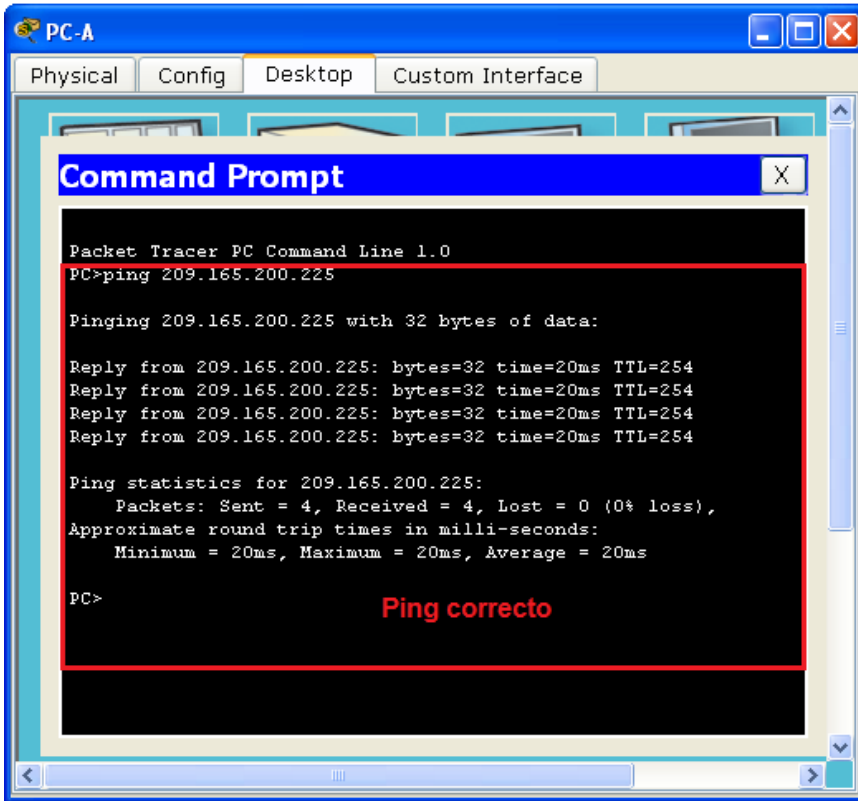 PC-A
Physical Config Desktop Custom Interface
Command Prompt X
Packet Tracer PC Command Line 1.0
PC>ping 209.165.200.225
Pinging 209.165.200.225 with 32 bytes of data:
Reply from 209.165.200.225: bytes=32 time=20ms TTL=254
Reply from 209.165.200.225: bytes=32 time=20ms TTL=254
Reply from 209.165.200.225: bytes=32 time=20ms TTL=254
Reply from 209.165.200.225: bytes=32 time=20ms TTL=254
Ping statistics for 209.165.200.225:
Packets: Sent = 4, Received = 4, Lost = 0 (0% loss),
Approximate round trip times in milli-seconds:
Minimum = 20ms, Maximum = 20ms, Average = 20ms
PC>
Ping correcto